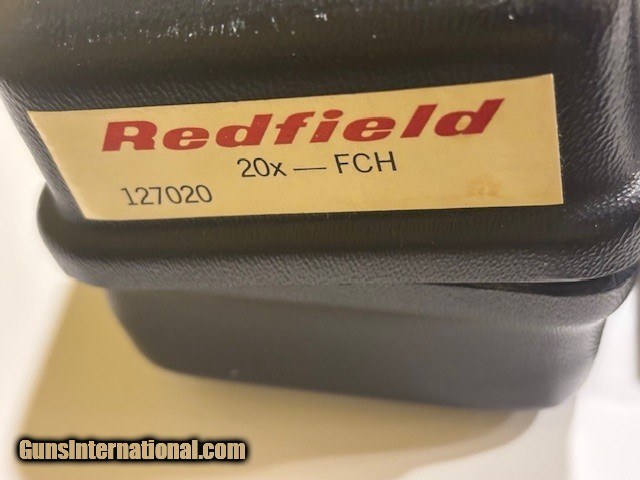 Redfield
20x — FCH
127020
GunsInternational.com